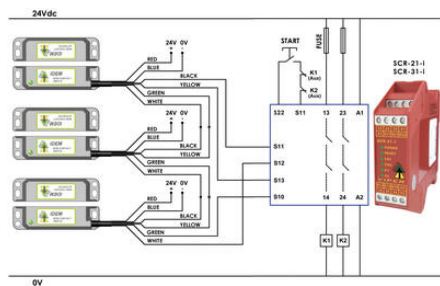 24Vdc
24V 0V
RED
BLUE
BLACK
YELLOW
GREEN
WHITE
24V 0V
RED
BLUE
BLACK
YELLOW
GREEN
WHITE
24V 0V
RED
BLUE
BLACK
YELLOW
GREEN
WHITE
START
FUSE
K1
(Aux)
K2
(Aux)
S22 S11 13 23 A1
S11
S12
S13
S10
14 24 A2
K1 K2
SCR-21-i
SCR-31-i
SCR-21-i
0V